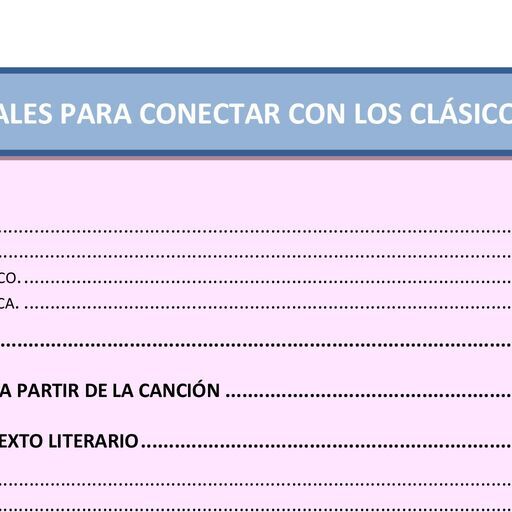 ALES PARA CONECTAR CON LOS CLÁSICO
................................................................................
................................................................................
CO. ................................................................................
CA. ................................................................................
................................................................................
A PARTIR DE LA CANCIÓN ................................................................
EXTO LITERARIO................................................................
................................................................................
................................................................................